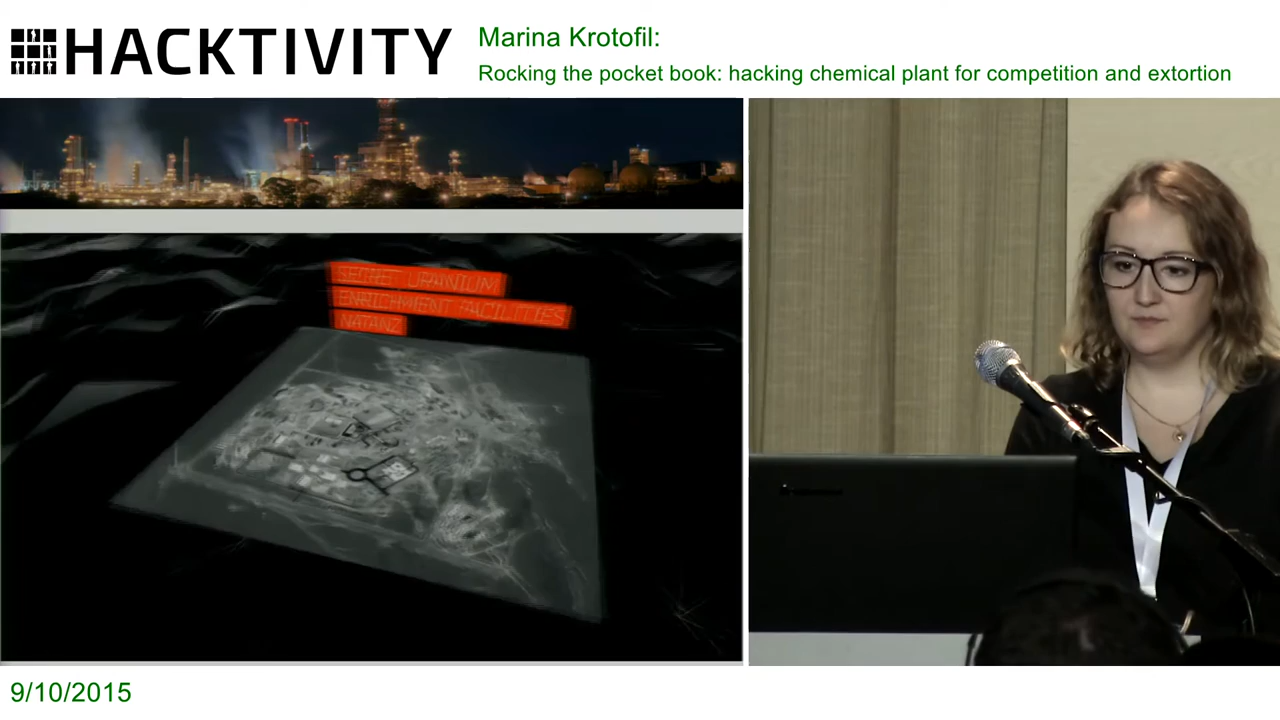 HACKTIVITY
Marina Krotofil:
Rocking the pocket book: hacking chemical plant for competition and extortion
SECRET URANIUM
ENRICHMENT FACILITIES
NATANZ
9/10/2015